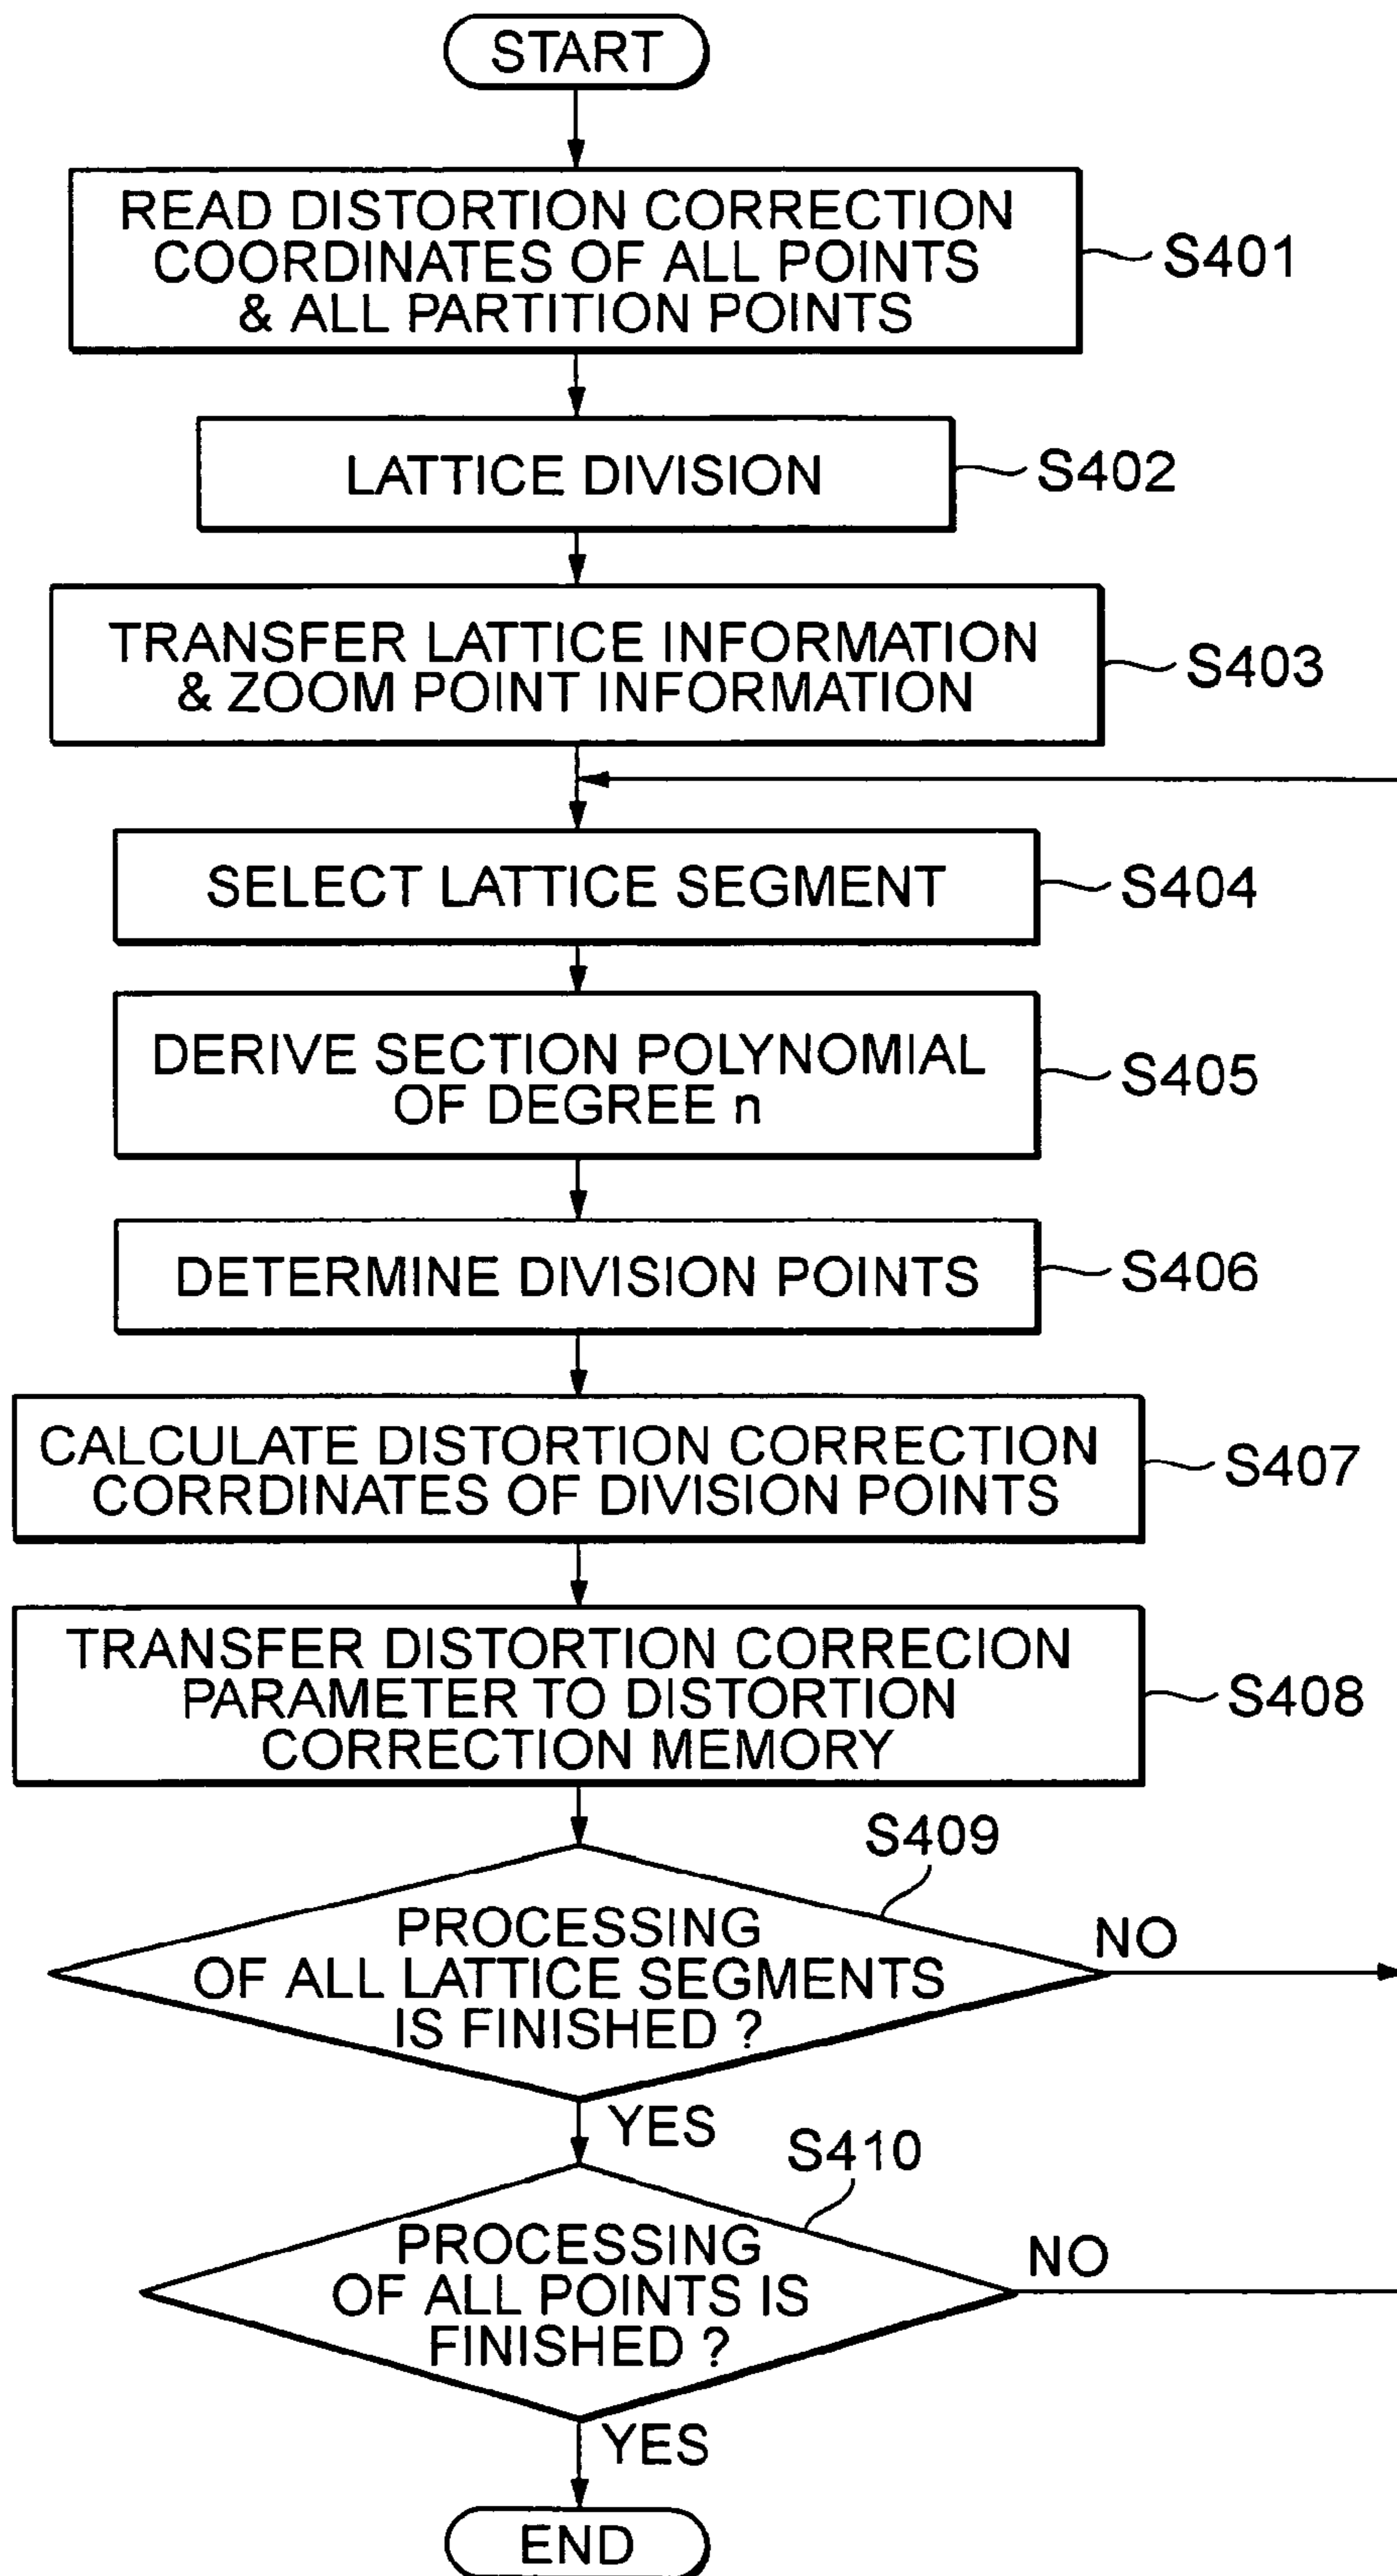 START
READ DISTORTION CORRECTION
COORDINATES OF ALL POINTS
& ALL PARTITION POINTS
S401
LATTICE DIVISION
S402
TRANSFER LATTICE INFORMATION
& ZOOM POINT INFORMATION
S403
SELECT LATTICE SEGMENT
S404
DERIVE SECTION POLYNOMIAL
OF DEGREE n
S405
DETERMINE DIVISION POINTS
S406
CALCULATE DISTORTION CORRECTION
CORRDINATES OF DIVISION POINTS
S407
TRANSFER DISTORTION CORRECION
PARAMETER TO DISTORTION
CORRECTION MEMORY
S408
S409
PROCESSING
OF ALL LATTICE SEGMENTS
IS FINISHED ?
NO
YES
S410
PROCESSING
OF ALL POINTS IS
FINISHED ?
NO
YES
END